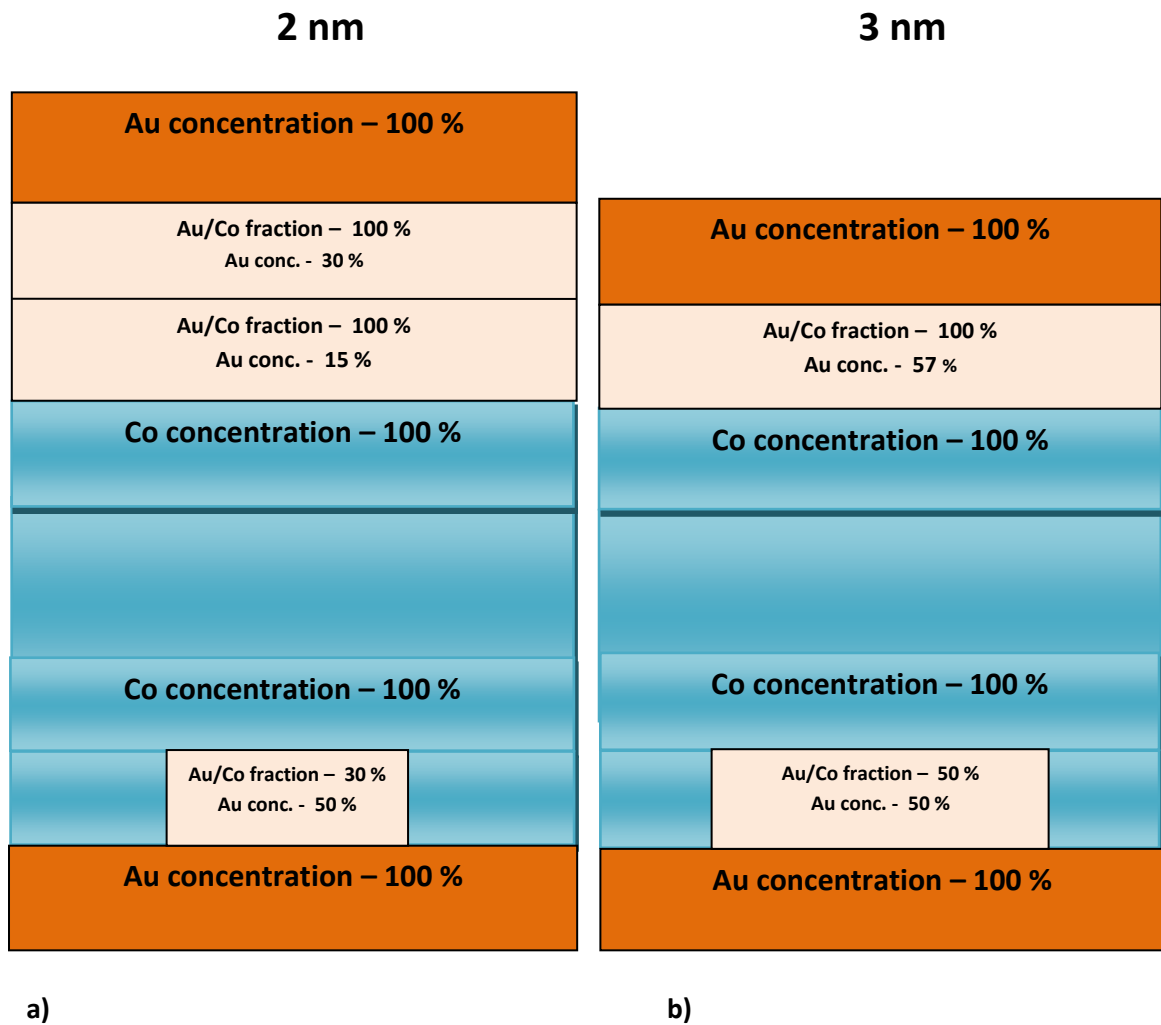 2 nm
Au concentration – 100 %
Au/Co fraction – 100 %
Au conc. - 30 %
Au/Co fraction – 100 %
Au conc. - 15 %
Co concentration – 100 %
Co concentration – 100 %
Au/Co fraction – 30 %
Au conc. - 50 %
Au concentration – 100 %
a)
3 nm
Au concentration – 100 %
Au/Co fraction – 100 %
Au conc. - 57 %
Co concentration – 100 %
Co concentration – 100 %
Au/Co fraction – 50 %
Au conc. - 50 %
Au concentration – 100 %
b)